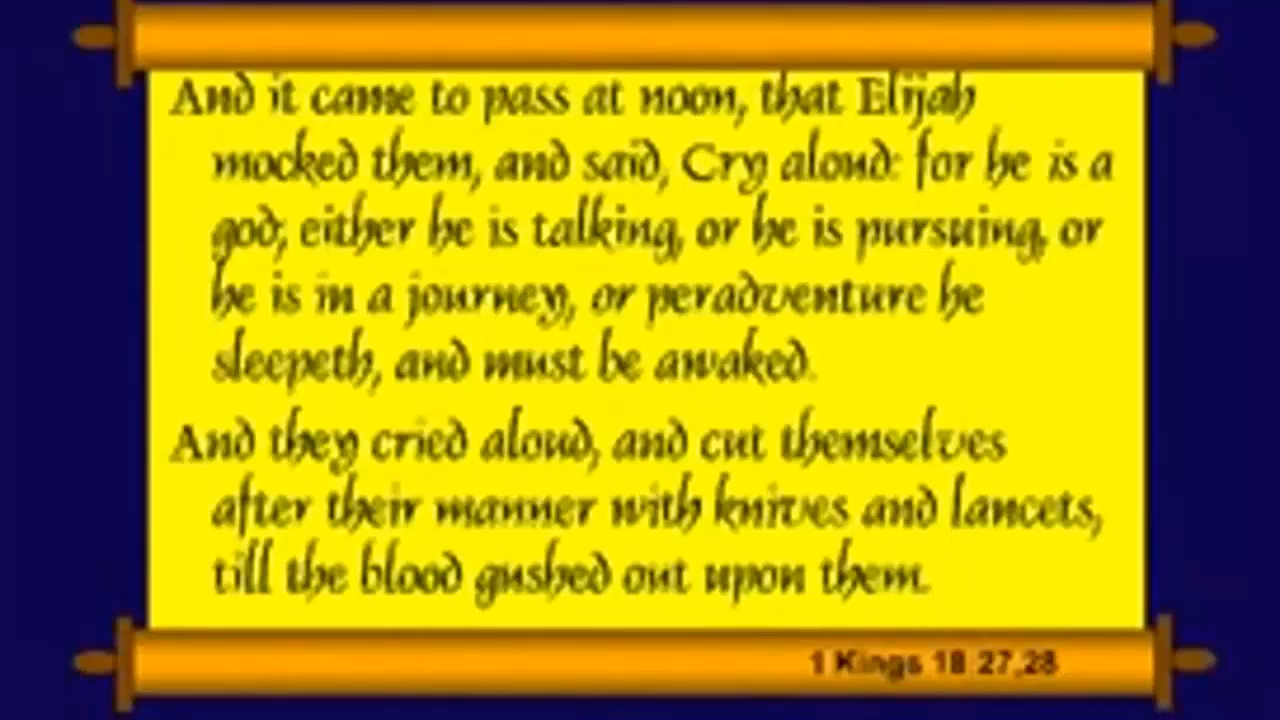 And it came to pass at noon, that Elijah
mocked them, and said, Cry aloud: for he is a
god; either he is talking, or he is pursuing, or
he is in a journey, or peradventure he
sleepeth, and must be awaked.
And they cried aloud, and cut themselves
after their manner with knives and lancets,
till the blood gushed out upon them.
1 Kings 18:27,28